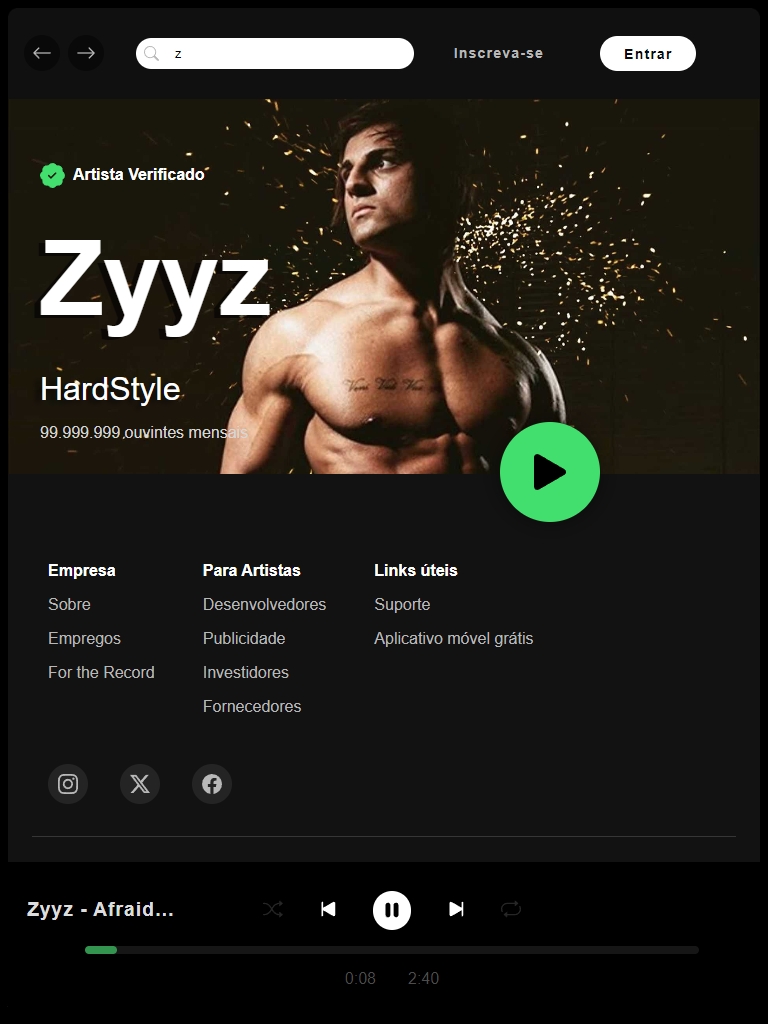 z
Inscreva-se
Entrar
Artista Verificado
Zyyz
HardStyle
99.999.999 ouvintes mensais
Empresa
Sobre
Empregos
For the Record
Para Artistas
Desenvolvedores
Publicidade
Investidores
Fornecedores
Links úteis
Suporte
Aplicativo móvel grátis
Zyyz - Afraid...
0:08 2:40